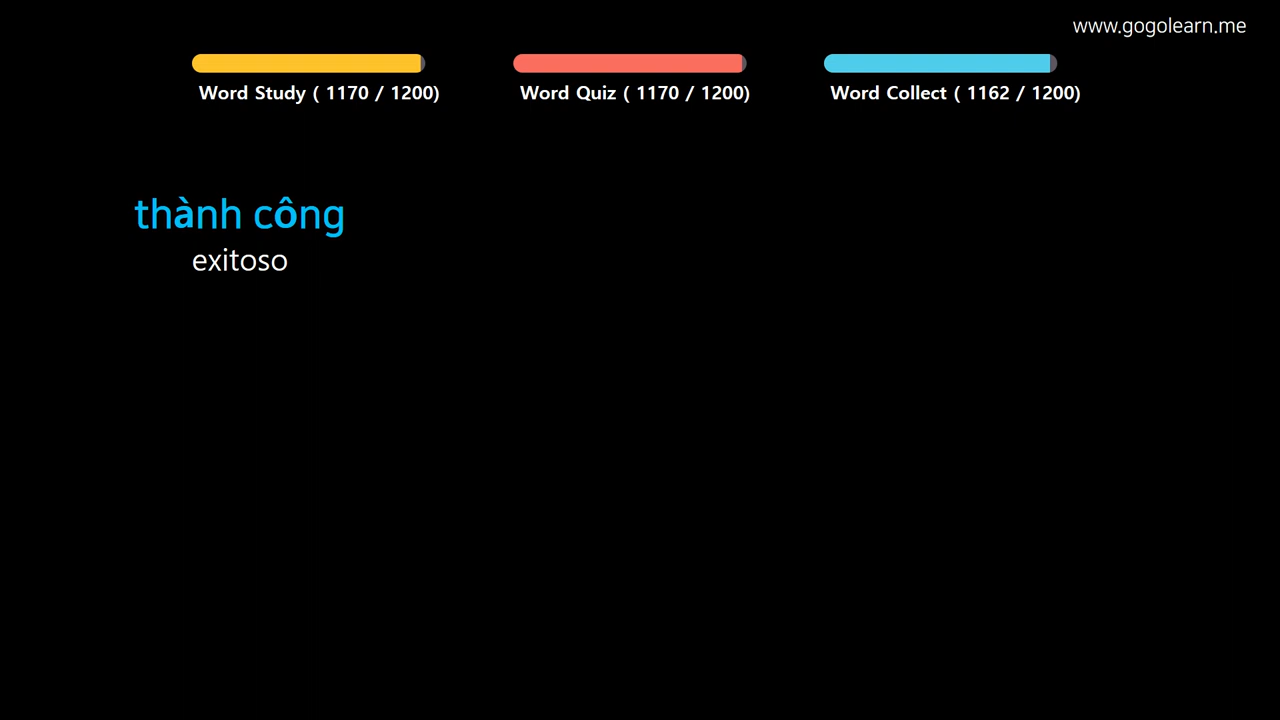 www.gogolearn.me
Word Study ( 1170 / 1200)
Word Quiz ( 1170 / 1200)
Word Collect ( 1162 / 1200)
thành công
exitoso